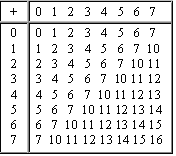 + 0 1 2 3 4 5 6 7
0 0 1 2 3 4 5 6 7
1 1 2 3 4 5 6 7 10
2 2 3 4 5 6 7 10 11
3 3 4 5 6 7 10 11 12
4 4 5 6 7 10 11 12 13
5 5 6 7 10 11 12 13 14
6 6 7 10 11 12 13 14 15
7 7 10 11 12 13 14 15 16